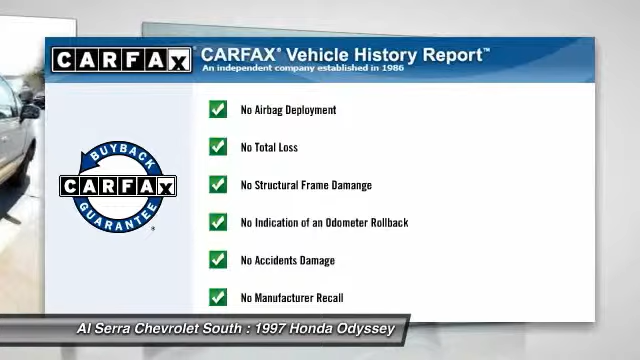 CARFAX
CARFAX® Vehicle History Report™
An independent company established in 1986
No Airbag Deployment
No Total Loss
No Structural Frame Damange
No Indication of an Odometer Rollback
No Accidents Damage
No Manufacturer Recall
BUYBACK
CARFAX
GUARANTEE®
Al Serra Chevrolet South : 1997 Honda Odyssey